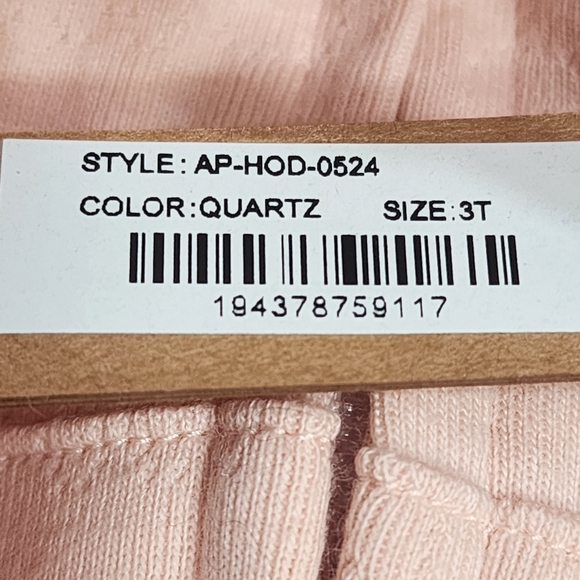 STYLE: AP-HOD-0524
COLOR:QUARTZ SIZE:3T
194378759117